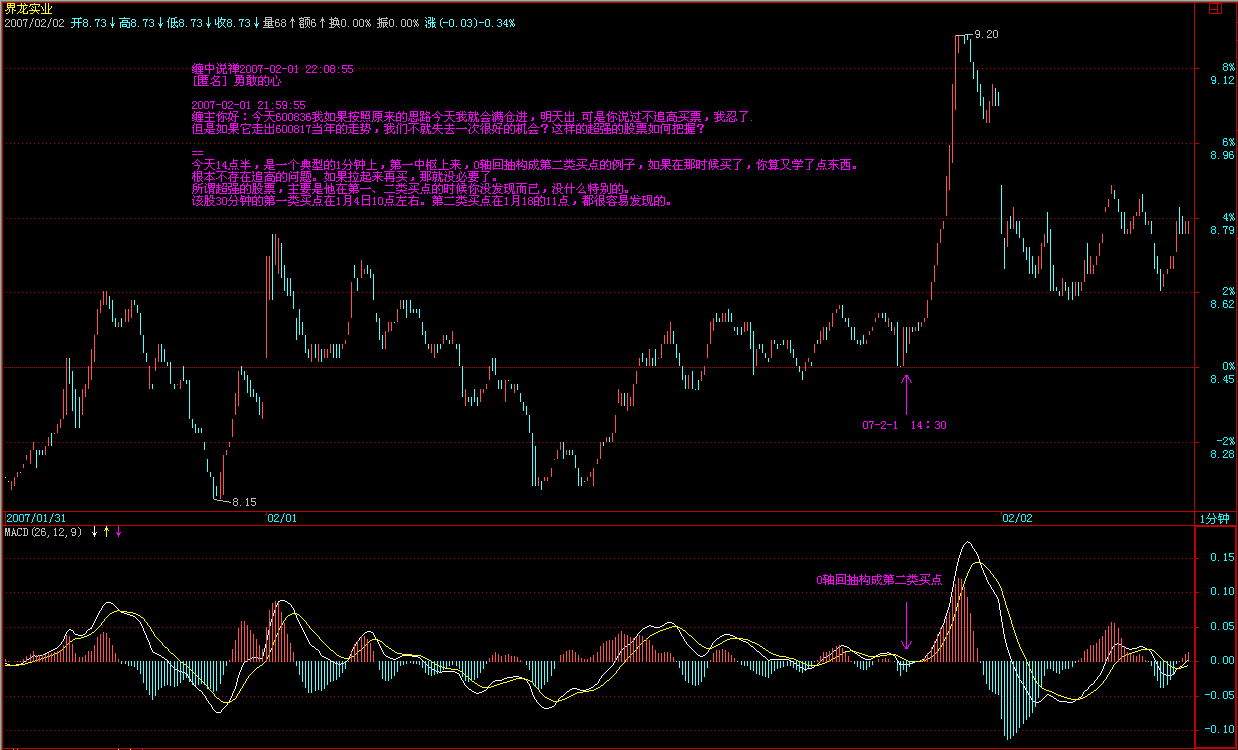 界龙实业
2007/02/02 开8.73↓高8.73↓低8.73↓收8.73↓量68↑额6↑换0.00% 振0.00% 涨(-0.03)-0.34%
9.20
缠中说禅2007-02-01 22:08:55
[匿名] 勇敢的心
2007-02-01 21:59:55
缠主你好：今天600836我如果按照原来的思路今天我就会满仓进，明天出.可是你说过不追高买票，我忍了.
但是如果它走出600817当年的走势，我们不就失去一次很好的机会？这样的超强的股票如何把握？
==
今天14点半，是一个典型的1分钟上，第一中枢上来，0轴回抽构成第二类买点的例子，如果在那时候买了，你算又学了点东西。
根本不存在追高的问题。如果拉起来再买，那就没必要了。
所谓超强的股票，主要是他在第一、二类买点的时候你没发现而已，没什么特别的。
该股30分钟的第一类买点在1月4日10点左右。第二类买点在1月18的11点，都很容易发现的。
8%
9.12
6%
8.96
4%
8.79
2%
8.62
0%
8.45
-2%
8.28
07-2-1 14：30
8.15
2007/01/31 02/01 02/02 1分钟
MACD(26,12,9) ↓ ↑ ↓
0轴回抽构成第二类买点
0.15
0.10
0.05
0.00
-0.05
-0.10